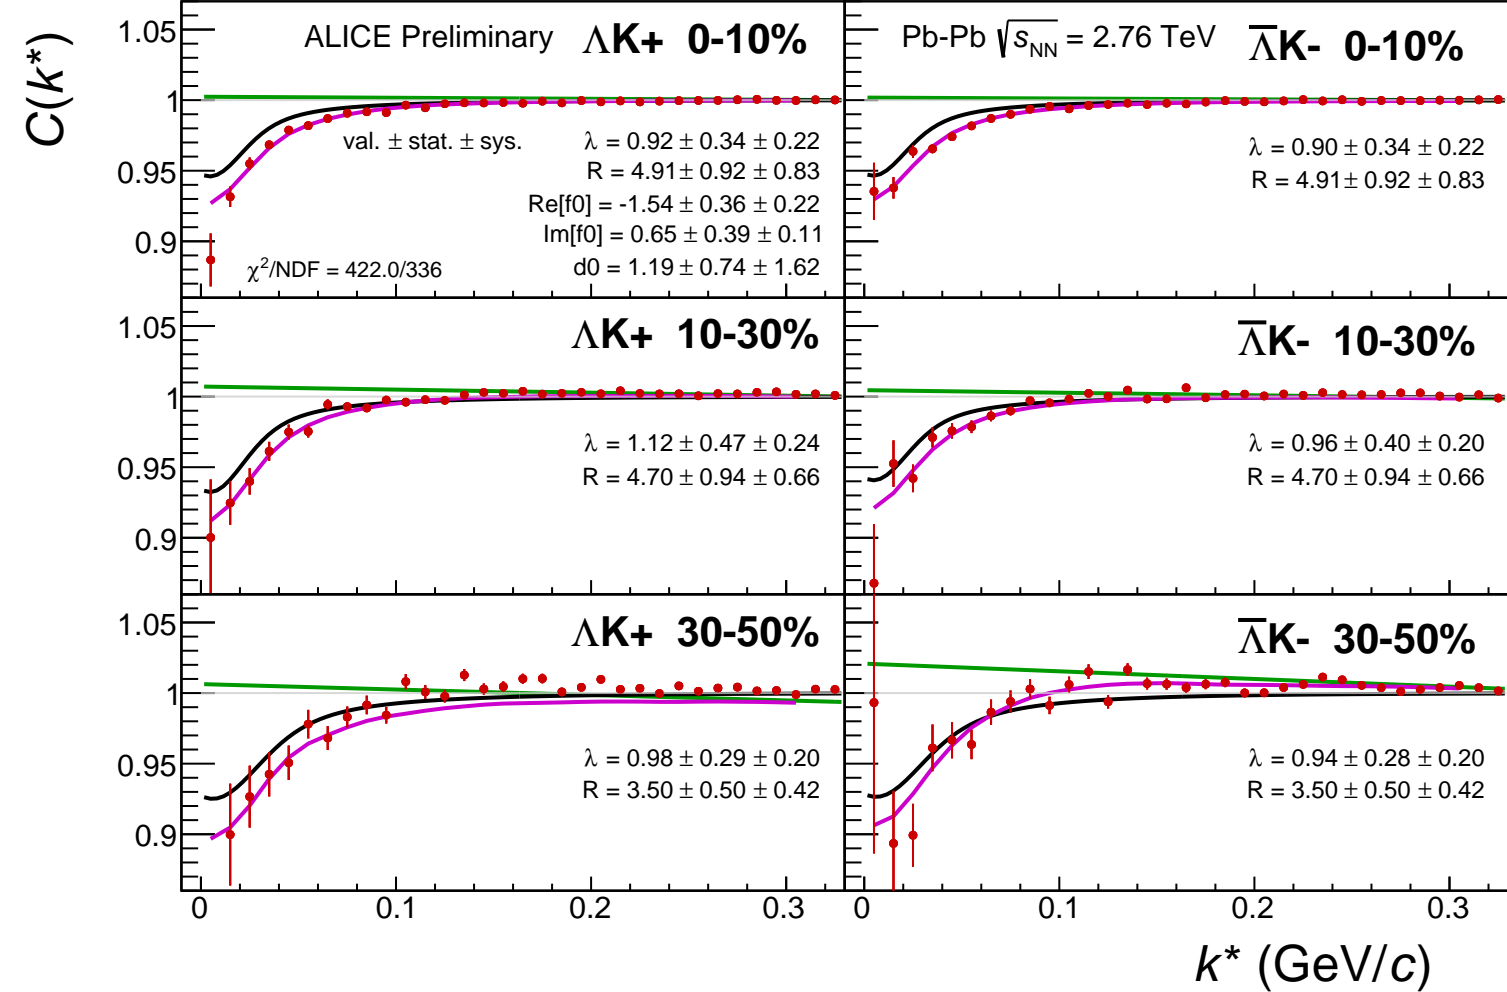 C(k*)
ALICE Preliminary ΛK+ 0-10%
1.05
1
0.95
0.9
val. ± stat. ± sys.
λ = 0.92 ± 0.34 ± 0.22
R = 4.91± 0.92 ± 0.83
Re[f0] = -1.54 ± 0.36 ± 0.22
Im[f0] = 0.65 ± 0.39 ± 0.11
d0 = 1.19 ± 0.74 ± 1.62
χ²/NDF = 422.0/336
Pb-Pb √sNN = 2.76 TeV Λ̅K- 0-10%
λ = 0.90 ± 0.34 ± 0.22
R = 4.91± 0.92 ± 0.83
ΛK+ 10-30%
1.05
1
0.95
0.9
λ = 1.12 ± 0.47 ± 0.24
R = 4.70 ± 0.94 ± 0.66
Λ̅K- 10-30%
λ = 0.96 ± 0.40 ± 0.20
R = 4.70 ± 0.94 ± 0.66
ΛK+ 30-50%
1.05
1
0.95
0.9
λ = 0.98 ± 0.29 ± 0.20
R = 3.50 ± 0.50 ± 0.42
Λ̅K- 30-50%
λ = 0.94 ± 0.28 ± 0.20
R = 3.50 ± 0.50 ± 0.42
0 0.1 0.2 0.3 0 0.1 0.2 0.3
k* (GeV/c)